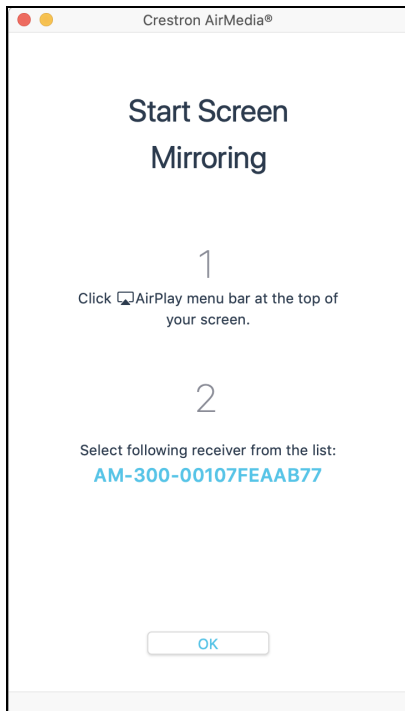 Crestron AirMedia®
Start Screen
Mirroring
1
Click AirPlay menu bar at the top of
your screen.
2
Select following receiver from the list:
AM-300-00107FEAAB77
OK